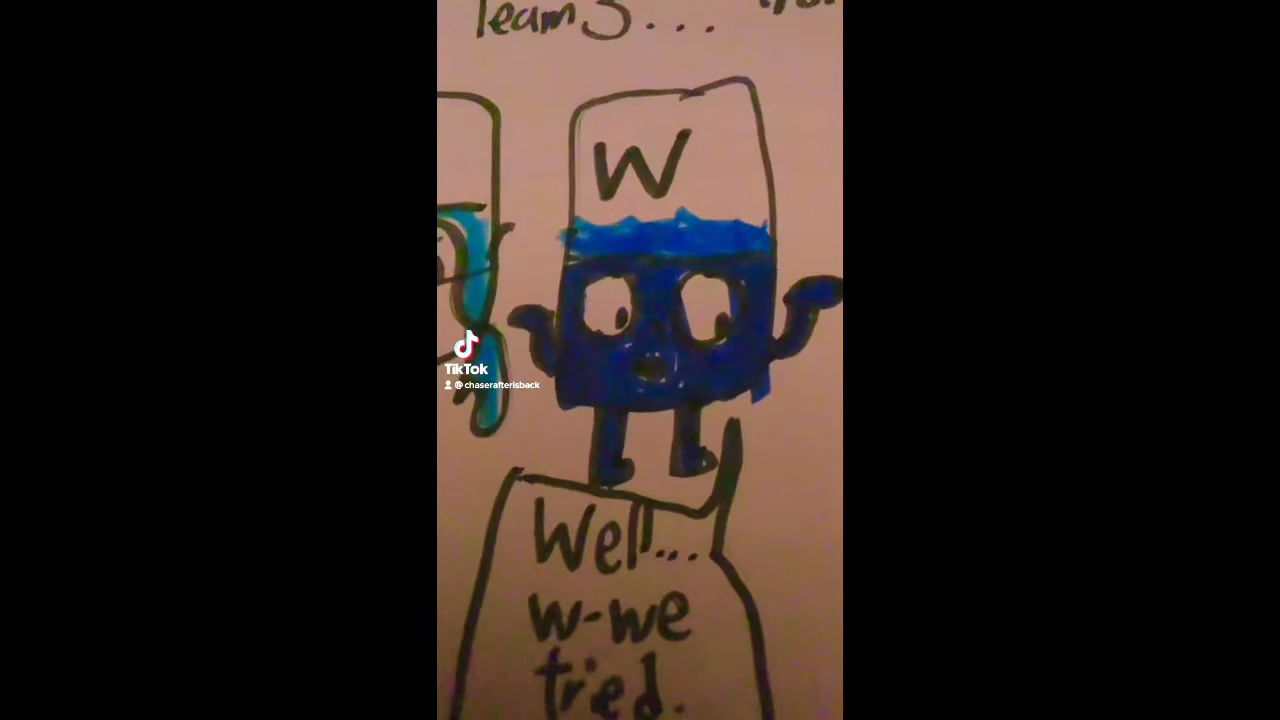 Team 3...
W
TikTok
@chaserafterisback
Well...
w-we
tried.